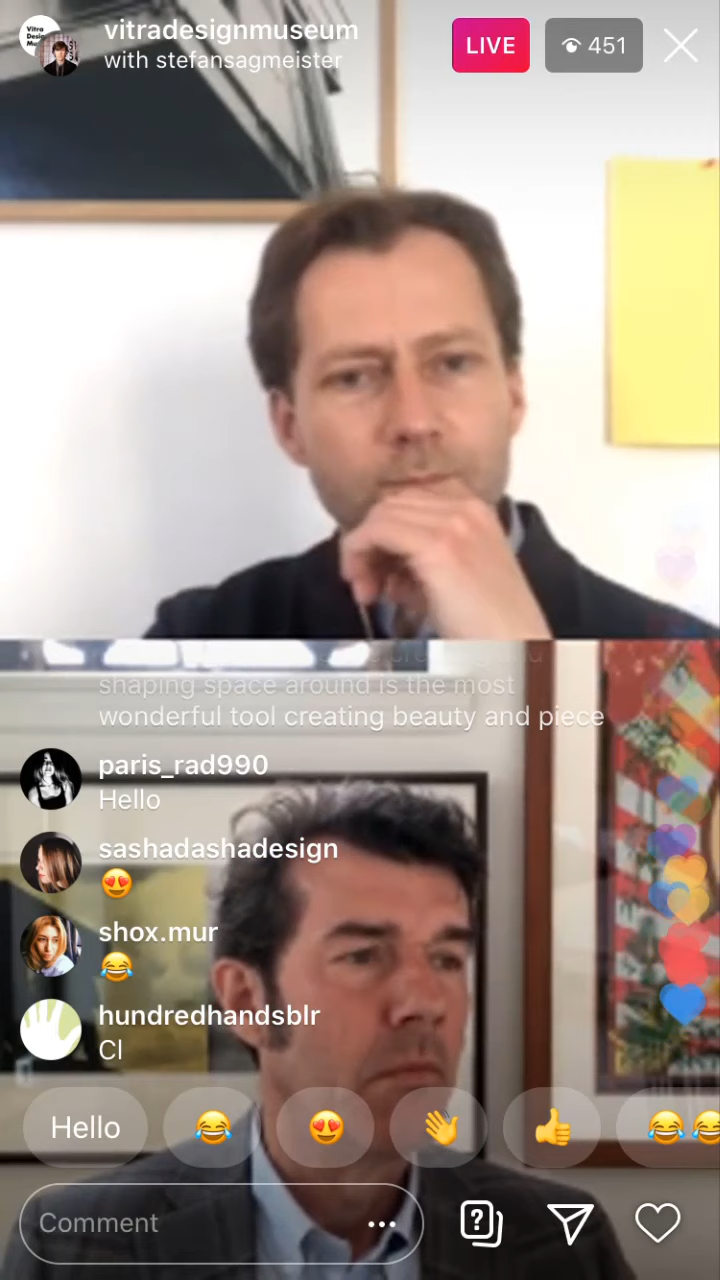 Vitra
vitradesignmuseum
with stefansagmeister
LIVE
451
shaping space around is the most
wonderful tool creating beauty and piece
paris_rad990
Hello
sashadashadesign
😍
shox.mur
😂
hundredhandsblr
Cl
Hello 😂 😍 👋 👍 😂😂
Comment